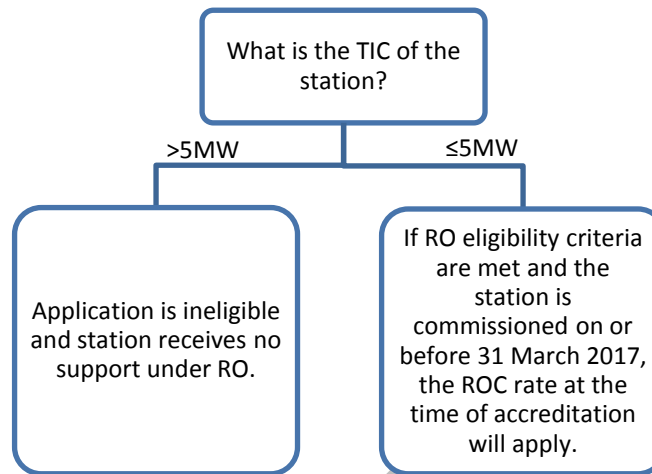 What is the TIC of the
station?
>5MW
≤5MW
Application is ineligible
and station receives no
support under RO.
If RO eligibility criteria
are met and the
station is
commissioned on or
before 31 March 2017,
the ROC rate at the
time of accreditation
will apply.